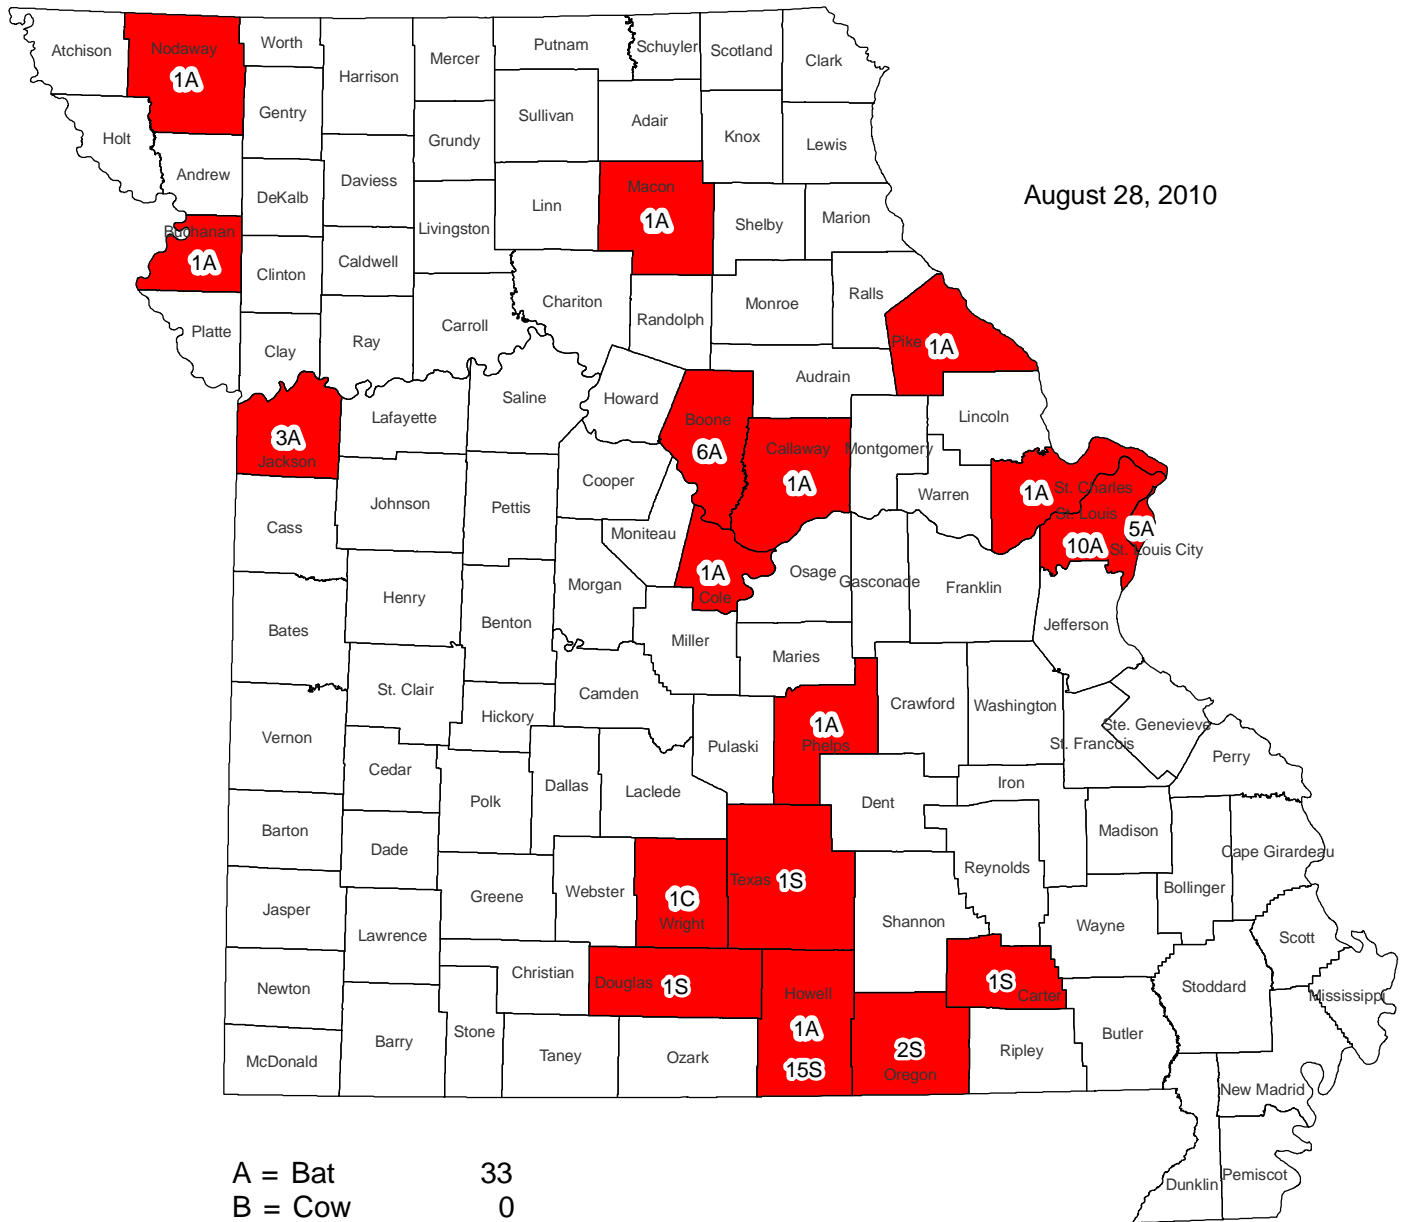 Atchison
Nodaway
1A
Worth
Harrison
Mercer
Putnam
Schuyler
Scotland
Clark
Holt
Gentry
Grundy
Sullivan
Adair
Knox
Lewis
Andrew
DeKalb
Daviess
Livingston
Linn
Macon
1A
Shelby
Marion
August 28, 2010
Buchanan
1A
Clinton
Caldwell
Chariton
Randolph
Monroe
Ralls
Pike
1A
Platte
Clay
Ray
Carroll
Audrain
3A
Jackson
Lafayette
Saline
Howard
Boone
6A
Callaway
1A
Montgomery
Lincoln
Warren
1A
St. Charles
St. Louis
10A
5A
St. Louis City
Cass
Johnson
Pettis
Cooper
Moniteau
1A
Cole
Osage
Gasconade
Franklin
Jefferson
Bates
Henry
Benton
Morgan
Miller
Maries
St. Clair
Camden
Hickory
Pulaski
1A
Phelps
Crawford
Washington
St. Francois
Ste. Genevieve
Perry
Vernon
Cedar
Polk
Dallas
Laclede
Dent
Iron
Madison
Barton
Dade
Greene
Webster
1C
Wright
Texas
1S
Shannon
Reynolds
Wayne
Bollinger
Cape Girardeau
Jasper
Lawrence
Christian
Douglas
1S
Howell
1A
15S
2S
Oregon
1S
Carter
Scott
Stoddard
Mississippi
Newton
McDonald
Barry
Stone
Taney
Ozark
Ripley
Butler
New Madrid
Dunklin
Pemiscot
A = Bat 33
B = Cow 0